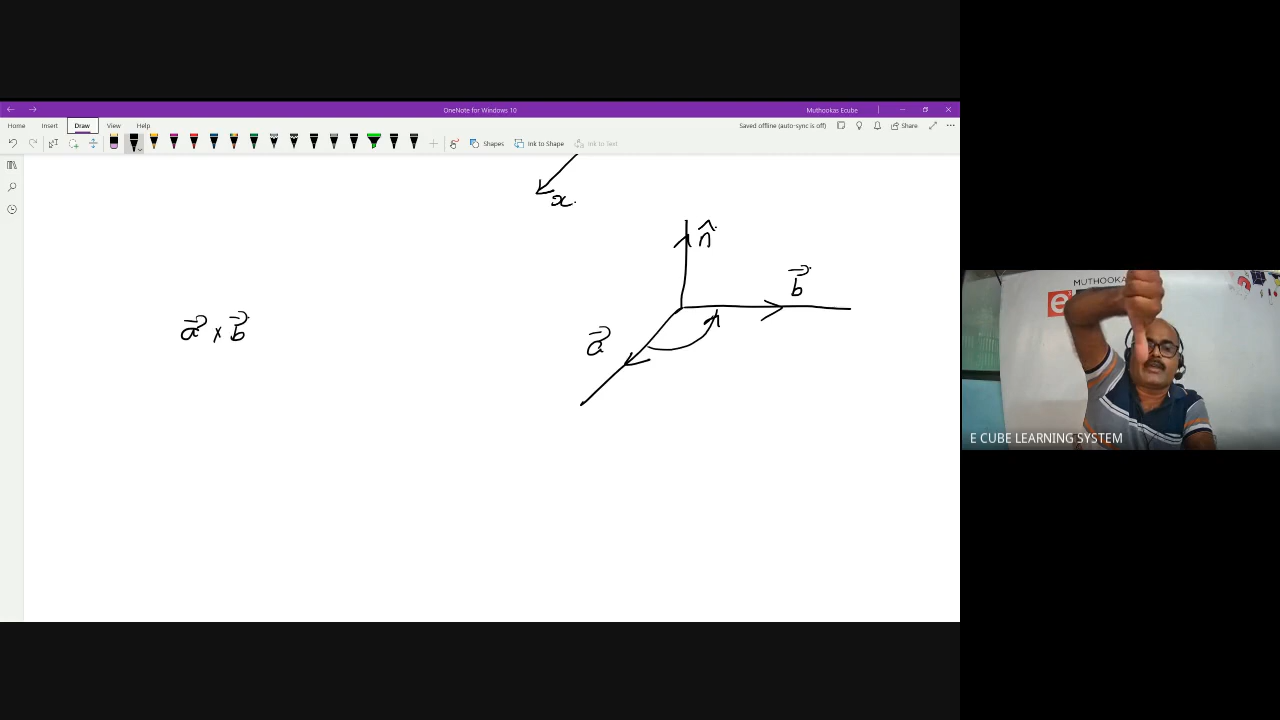 OneNote for Windows 10
Muthookas Ecube
Home Insert Draw View Help
Saved offline (auto-sync is off)
Share
Shapes
Ink to Shape
Ink to Text
x
n̂
b⃗
a⃗ × b⃗
a⃗
MUTHOOKA
e
E CUBE LEARNING SYSTEM